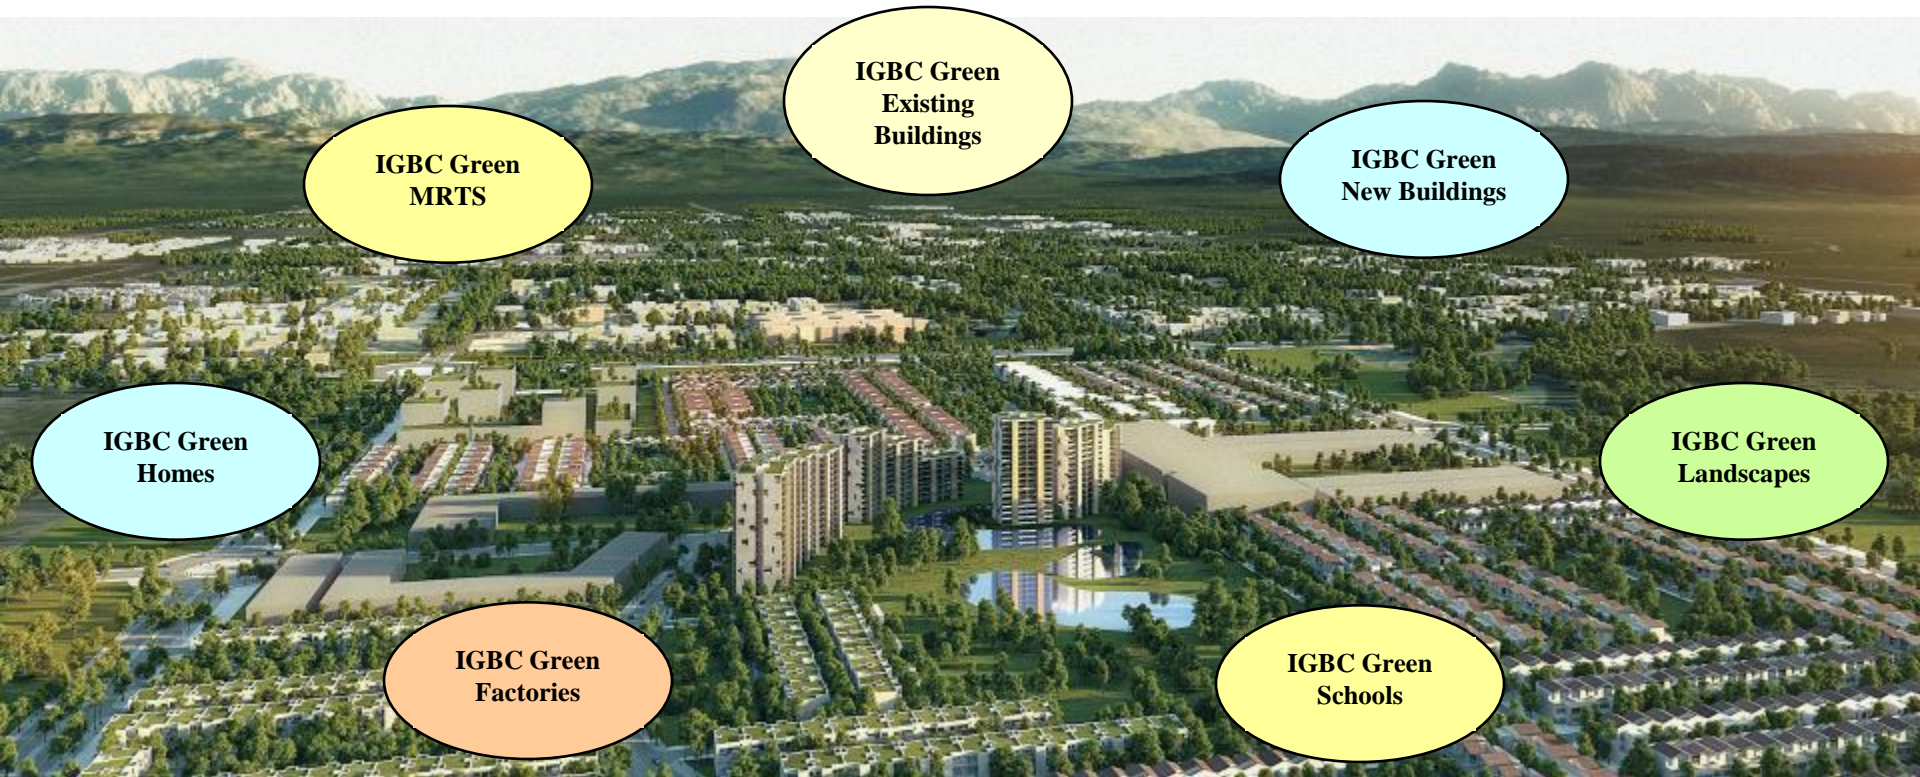 IGBC Green
Existing
Buildings
IGBC Green
MRTS
IGBC Green
New Buildings
IGBC Green
Homes
IGBC Green
Landscapes
IGBC Green
Factories
IGBC Green
Schools